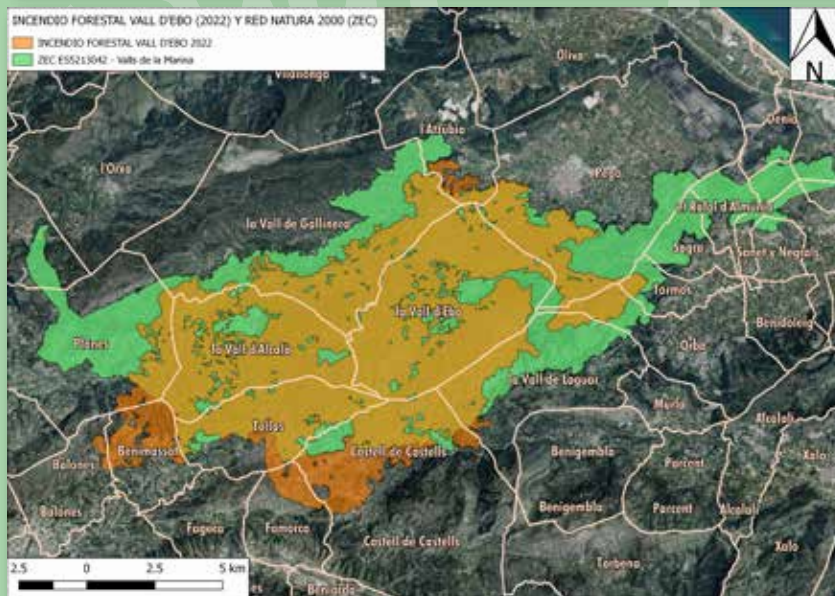 INCENDIO FORESTAL VALL D'EBO (2022) Y RED NATURA 2000 (ZEC)
INCENDIO FORESTAL VALL D'EBO 2022
ZEC ES5213042 - Valls de la Marina
N
Oliva
Vilallonga
Denia
l'Atzúbia
l'Orxa
Pego
el Ràfol d'Almúnia
la Vall de Gallinera
Sagra
Sanet y Negrals
Tormos
la Vall d'Ebo
Benidoleig
Planes
la Vall d'Alcalà
Orba
la Vall de Laguar
Murla
Alcalalí
Tollos
Benimassot
Castell de Castells
Balones
Benigembla
Parcent
Xaló
Balones
Benigembla
Parcent
Alcalalí
Fageca
Famorca
Castell de Castells
Xaló
Tàrbena
2.5 0 2.5 5 km
Beniardà